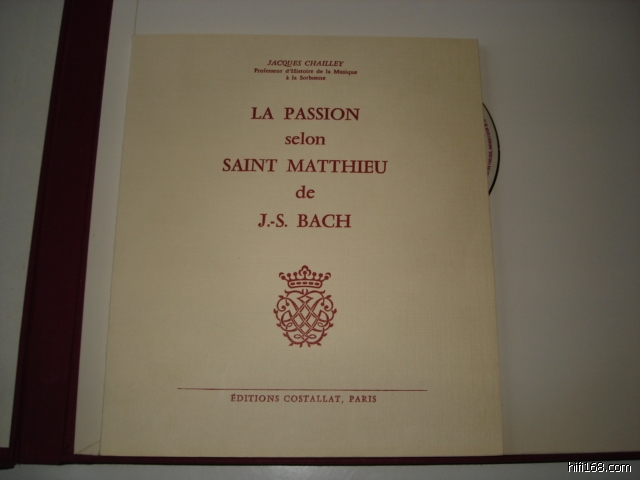 JACQUES CHAILLEY
Professeur d'Histoire de la Musique
à la Sorbonne
LA PASSION
selon
SAINT MATTHIEU
de
J.-S. BACH
ÉDITIONS COSTALLAT, PARIS
hifi168.com